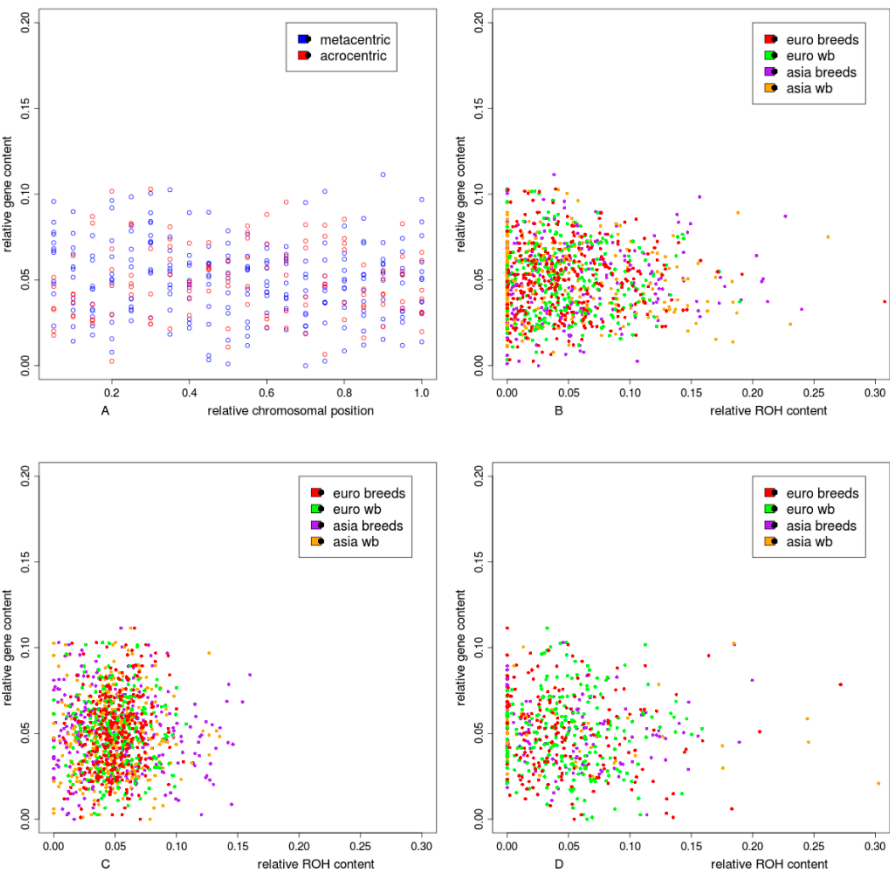 0.20
0.15
0.10
0.05
0.00
relative gene content
metacentric
acrocentric
0.2 0.4 0.6 0.8 1.0
A relative chromosomal position
0.20
0.15
0.10
0.05
0.00
relative gene content
euro breeds
euro wb
asia breeds
asia wb
0.00 0.05 0.10 0.15 0.20 0.25 0.30
B relative ROH content
0.20
0.15
0.10
0.05
0.00
relative gene content
euro breeds
euro wb
asia breeds
asia wb
0.00 0.05 0.10 0.15 0.20 0.25 0.30
C relative ROH content
0.20
0.15
0.10
0.05
0.00
relative gene content
euro breeds
euro wb
asia breeds
asia wb
0.00 0.05 0.10 0.15 0.20 0.25 0.30
D relative ROH content